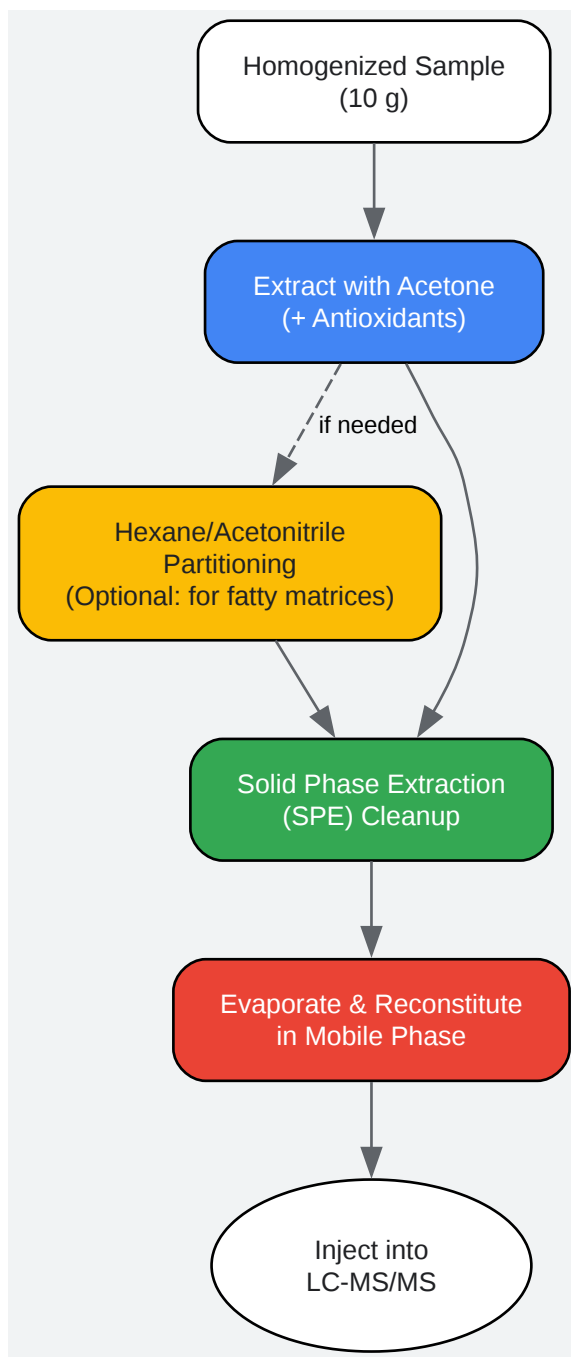 Homogenized Sample
(10 g)
Extract with Acetone
(+ Antioxidants)
if needed
Hexane/Acetonitrile
Partitioning
(Optional: for fatty matrices)
Solid Phase Extraction
(SPE) Cleanup
Evaporate & Reconstitute
in Mobile Phase
Inject into
LC-MS/MS